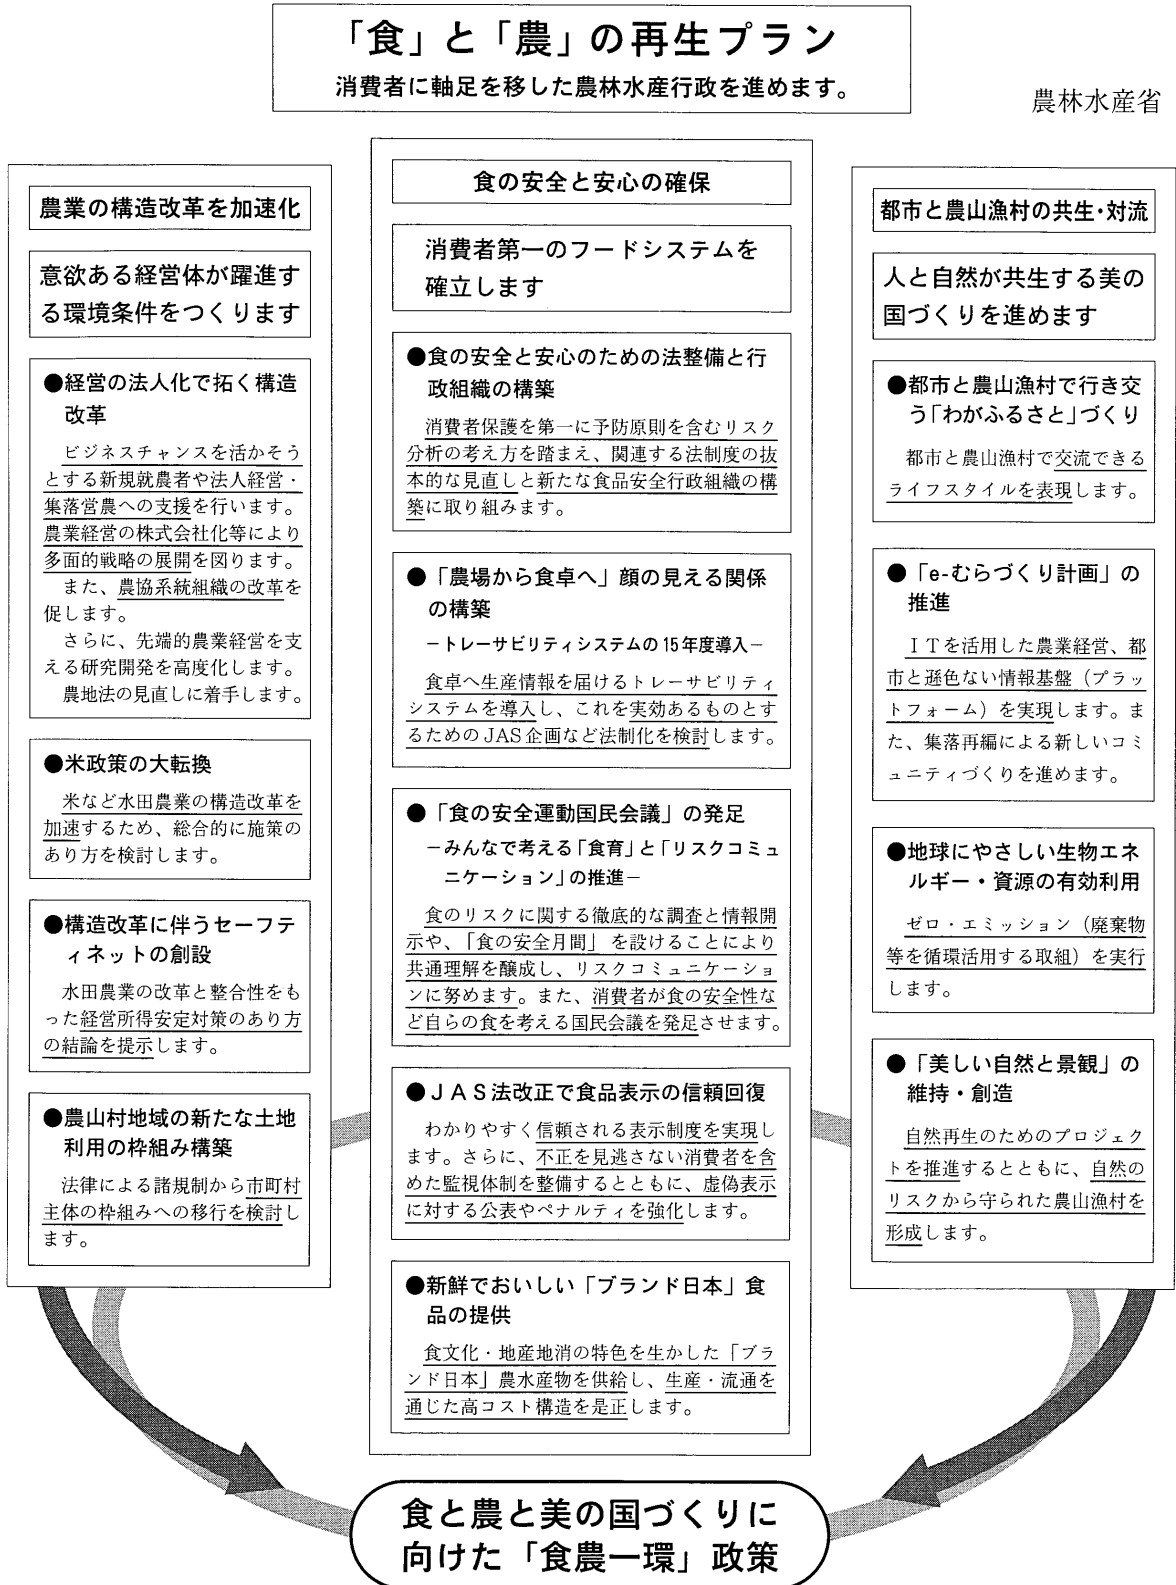 「食」と「農」の再生プラン
消費者に軸足を移した農林水産行政を進めます。
農林水産省
農業の構造改革を加速化
意欲ある経営体が躍進す
る環境条件をつくります
●経営の法人化で拓く構造
改革
ビジネスチャンスを活かそう
とする新規就農者や法人経営・
集落営農への支援を行います。
農業経営の株式会社化等により
多面的戦略の展開を図ります。
また、農協系統組織の改革を
促します。
さらに、先端的農業経営を支
える研究開発を高度化します。
農地法の見直しに着手します。
●米政策の大転換
米など水田農業の構造改革を
加速するため、総合的に施策の
あり方を検討します。
●構造改革に伴うセーフテ
ィネットの創設
水田農業の改革と整合性をも
った経営所得安定対策のあり方
の結論を提示します。
●農山村地域の新たな土地
利用の枠組み構築
法律による諸規制から市町村
主体の枠組みへの移行を検討し
ます。
食の安全と安心の確保
消費者第一のフードシステムを
確立します
●食の安全と安心のための法整備と行
政組織の構築
消費者保護を第一に予防原則を含むリスク
分析の考え方を踏まえ、関連する法制度の抜
本的な見直しと新たな食品安全行政組織の構
築に取り組みます。
●「農場から食卓へ」顔の見える関係
の構築
－トレーサビリティシステムの15年度導入－
食卓へ生産情報を届けるトレーサビリティ
システムを導入し、これを実効あるものとす
るためのJAS企画など法制化を検討します。
●「食の安全運動国民会議」の発足
－みんなで考える「食育」と「リスクコミュ
ニケーション」の推進－
食のリスクに関する徹底的な調査と情報開
示や、「食の安全月間」を設けることにより
共通理解を醸成し、リスクコミュニケーショ
ンに努めます。また、消費者が食の安全性な
ど自らの食を考える国民会議を発足させます。
●JAS法改正で食品表示の信頼回復
わかりやすく信頼される表示制度を実現し
ます。さらに、不正を見逃さない消費者を含
めた監視体制を整備するとともに、虚偽表示
に対する公表やペナルティを強化します。
●新鮮でおいしい「ブランド日本」食
品の提供
食文化・地産地消の特色を生かした「ブラ
ンド日本」農水産物を供給し、生産・流通を
通じた高コスト構造を是正します。
都市と農山漁村の共生・対流
人と自然が共生する美の
国づくりを進めます
●都市と農山漁村で行き交
う「わがふるさと」づくり
都市と農山漁村で交流できる
ライフスタイルを表現します。
●「e-むらづくり計画」の
推進
ＩＴを活用した農業経営、都
市と遜色ない情報基盤（プラッ
トフォーム）を実現します。ま
た、集落再編による新しいコミ
ュニティづくりを進めます。
●地球にやさしい生物エネ
ルギー・資源の有効利用
ゼロ・エミッション（廃棄物
等を循環活用する取組）を実行
します。
●「美しい自然と景観」の
維持・創造
自然再生のためのプロジェク
トを推進するとともに、自然の
リスクから守られた農山漁村を
形成します。
食と農と美の国づくりに
向けた「食農一環」政策